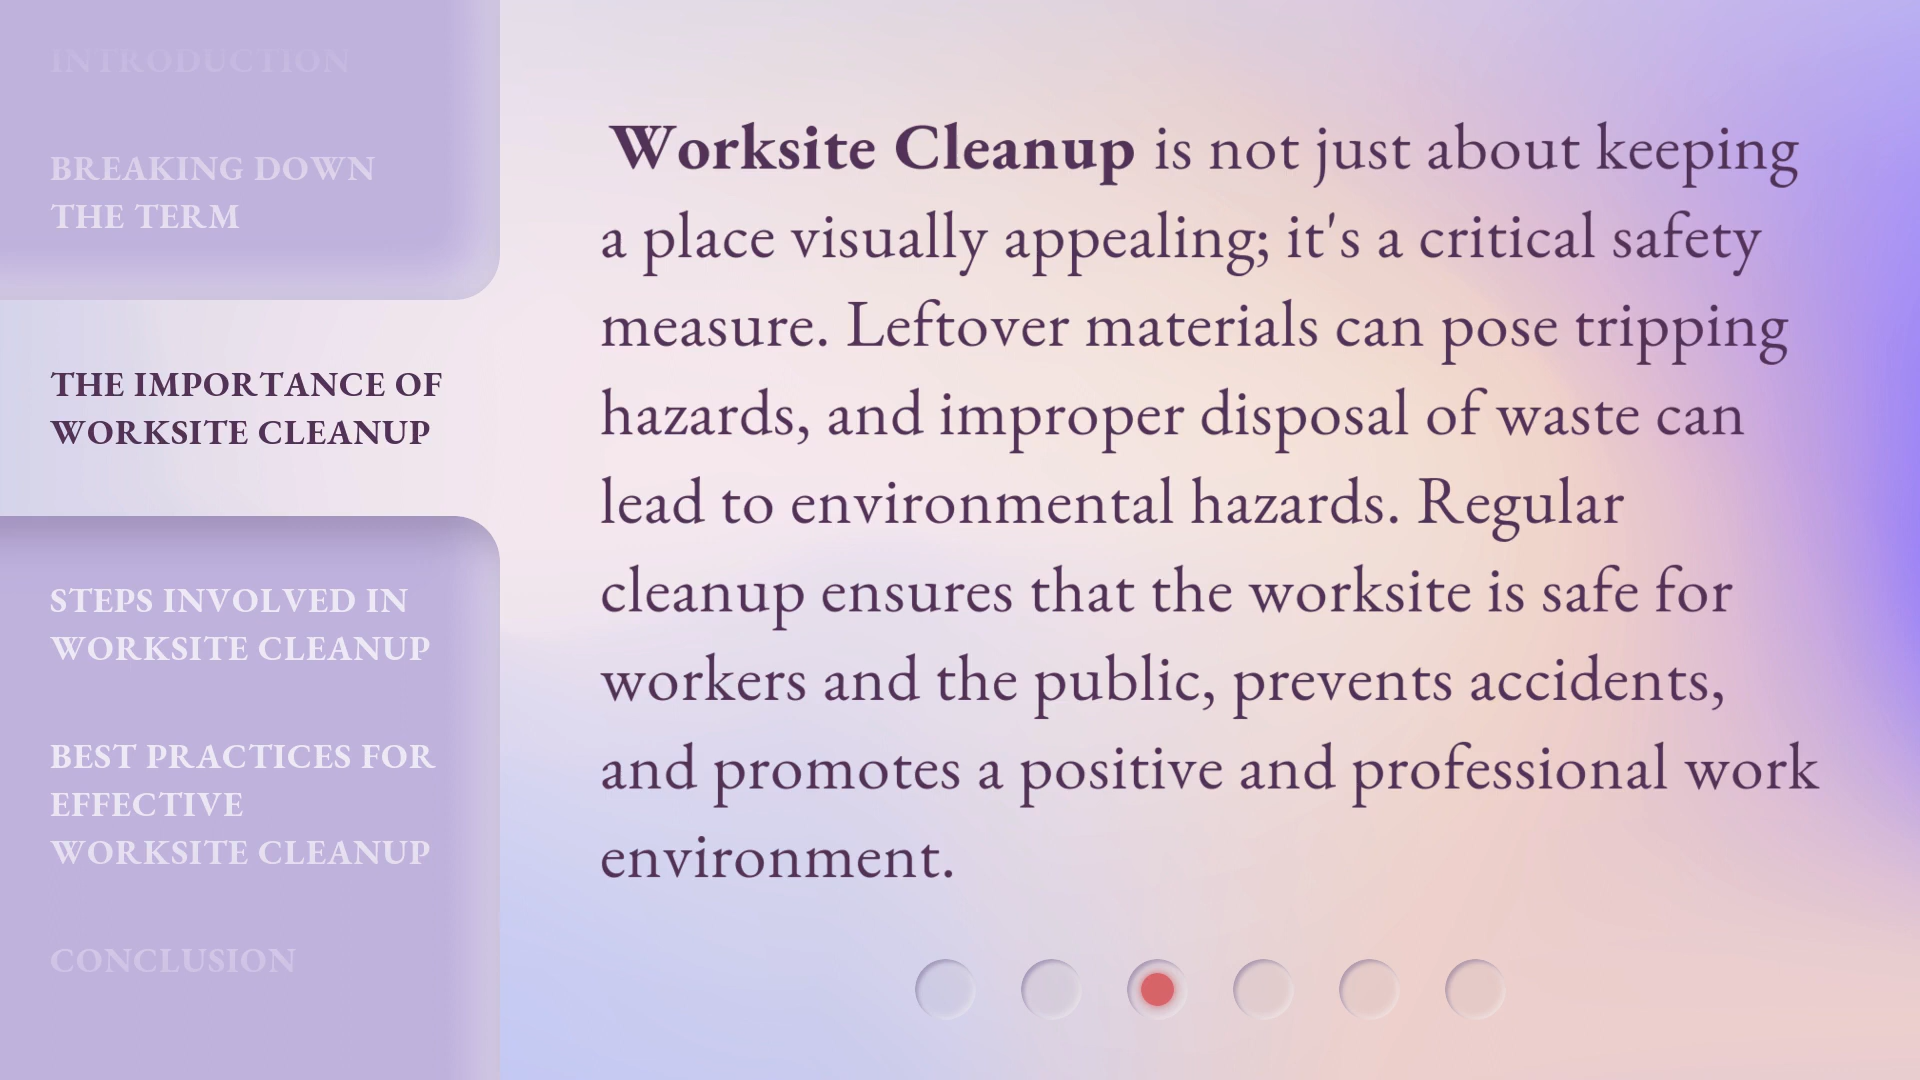 INTRODUCTION
BREAKING DOWN
THE TERM
THE IMPORTANCE OF
WORKSITE CLEANUP
STEPS INVOLVED IN
WORKSITE CLEANUP
BEST PRACTICES FOR
EFFECTIVE
WORKSITE CLEANUP
CONCLUSION
Worksite Cleanup is not just about keeping
a place visually appealing; it's a critical safety
measure. Leftover materials can pose tripping
hazards, and improper disposal of waste can
lead to environmental hazards. Regular
cleanup ensures that the worksite is safe for
workers and the public, prevents accidents,
and promotes a positive and professional work
environment.